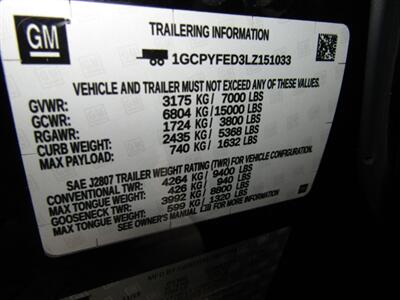 GM
TRAILERING INFORMATION
1GCPYFED3LZ151033
VEHICLE AND TRAILER MUST NOT EXCEED ANY OF THESE VALUES.
GVWR: 3175 KG/ 7000 LBS
GCWR: 6804 KG/15000 LBS
RGAWR: 1724 KG/ 3800 LBS
CURB WEIGHT: 2435 KG/ 5368 LBS
MAX PAYLOAD: 740 KG/ 1632 LBS
SAE J2807 TRAILER WEIGHT RATING (TWR) FOR VEHICLE CONFIGURATION.
CONVENTIONAL TWR: 4264 KG/ 9400 LBS
MAX TONGUE WEIGHT: 426 KG/ 940 LBS
GOOSENECK TWR: 3992 KG/ 8800 LBS
MAX TONGUE WEIGHT: 599 KG/ 1320 LBS
SEE OWNER'S MANUAL FOR MORE INFORMATION.
GM